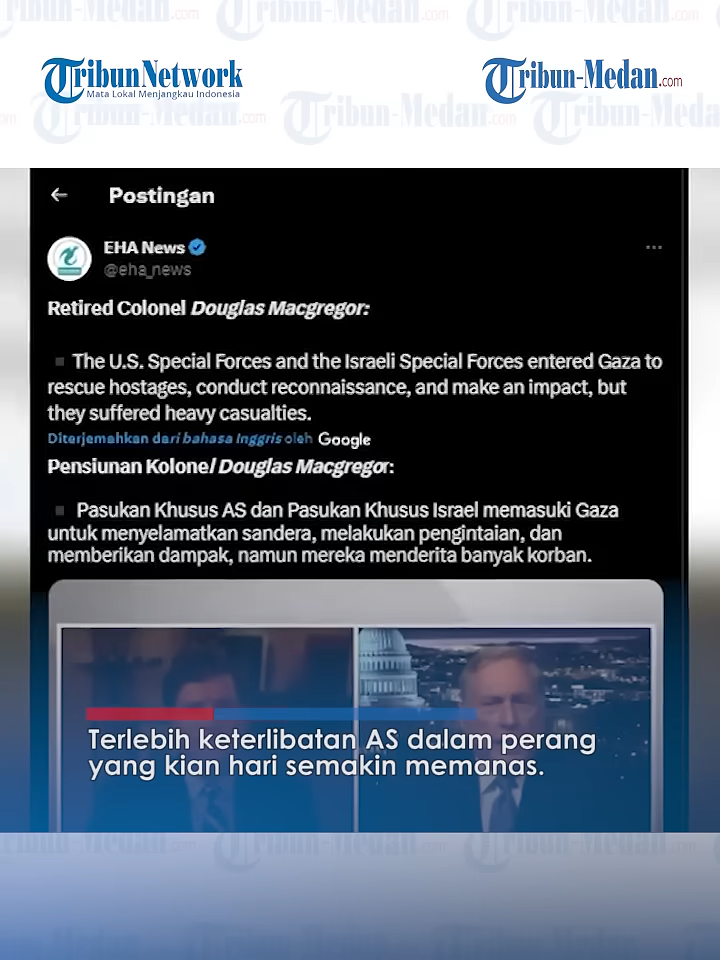 Tribun Network
Mata Lokal Menjangkau Indonesia
Tribun-Medan.com
Postingan
EHA News
@eha_news
Retired Colonel Douglas Macgregor:
The U.S. Special Forces and the Israeli Special Forces entered Gaza to
rescue hostages, conduct reconnaissance, and make an impact, but
they suffered heavy casualties.
Diterjemahkan dari bahasa Inggris oleh Google
Pensiunan Kolonel Douglas Macgregor:
Pasukan Khusus AS dan Pasukan Khusus Israel memasuki Gaza
untuk menyelamatkan sandera, melakukan pengintaian, dan
memberikan dampak, namun mereka menderita banyak korban.
Terlebih keterlibatan AS dalam perang
yang kian hari semakin memanas.